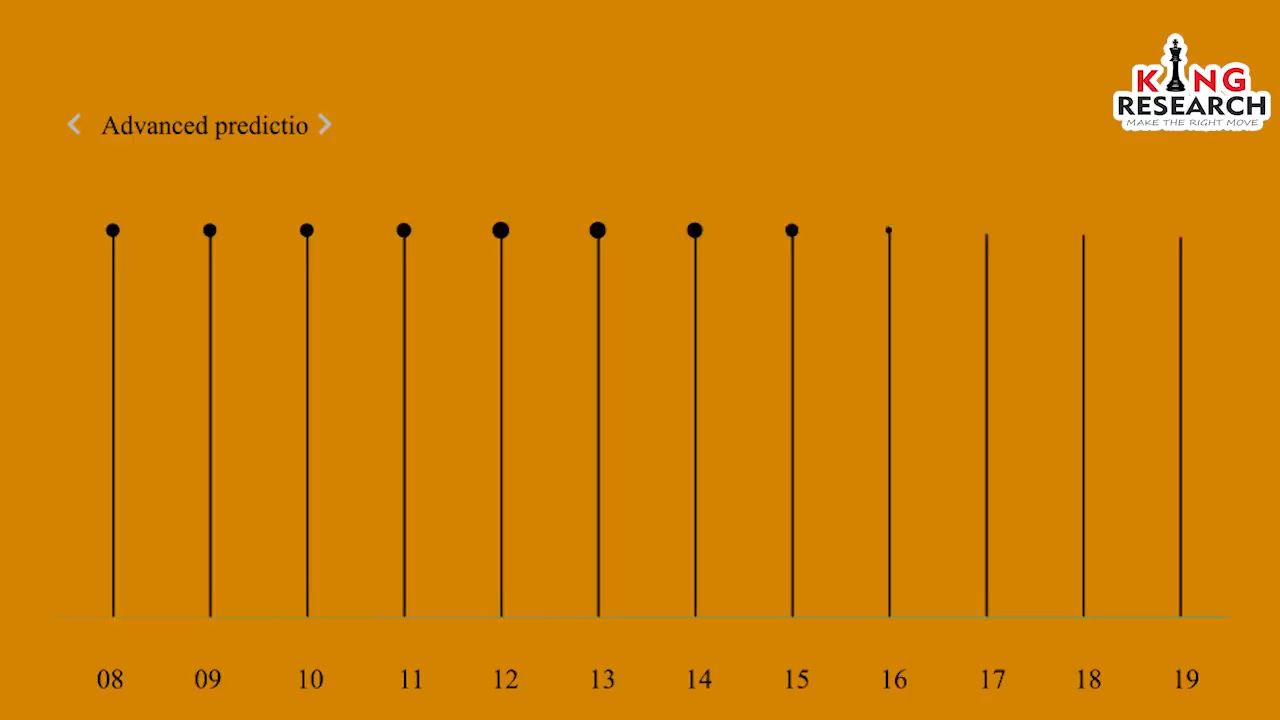 KING
RESEARCH
MAKE THE RIGHT MOVE
Advanced predictio
08 09 10 11 12 13 14 15 16 17 18 19